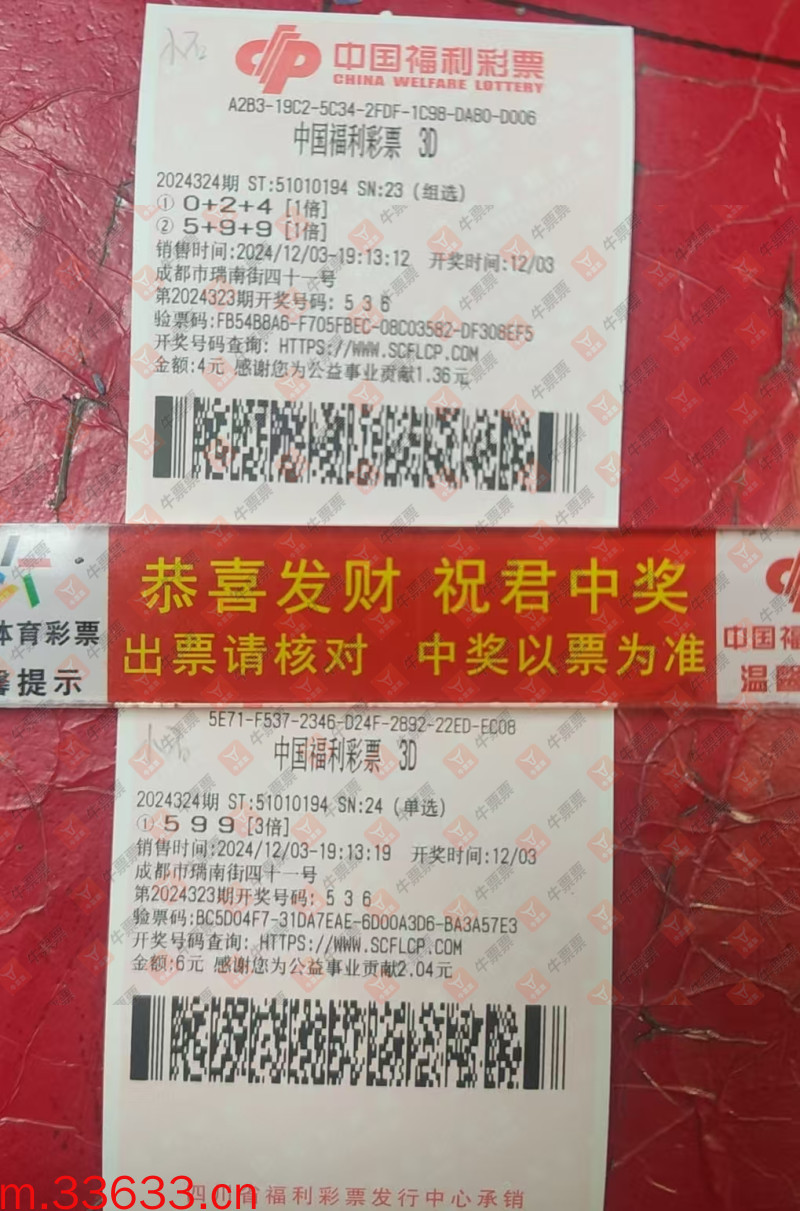 中国福利彩票
CHINA WELFARE LOTTERY
A2B3-19C2-5C34-2FDF-1C98-DAB0-D006
中国福利彩票 3D
2024324期 ST:51010194 SN:23 (组选)
① 0+2+4 [1倍]
② 5+9+9 [1倍]
销售时间:2024/12/03-19:13:12 开奖时间:12/03
成都市瑞南街四十一号
第2024323期开奖号码: 5 3 6
验票码:FB54B8A6-F705FBEC-08C03582-DF308EF5
开奖号码查询: HTTPS://WWW.SCFLCP.COM
金额:4元 感谢您为公益事业贡献1.36元
恭喜发财 祝君中奖
出票请核对 中奖以票为准
体育彩票
提示
中国福
温
5E71-F537-2346-D24F-2892-22ED-EC08
中国福利彩票 3D
2024324期 ST:51010194 SN:24 (单选)
① 5 9 9 [3倍]
销售时间:2024/12/03-19:13:19 开奖时间:12/03
成都市瑞南街四十一号
第2024323期开奖号码: 5 3 6
验票码:BC5D04F7-31DA7EAE-6D00A3D6-BA3A57E3
开奖号码查询: HTTPS://WWW.SCFLCP.COM
金额:6元 感谢您为公益事业贡献2.04元
四川省福利彩票发行中心承销
m.33633.cn
牛票票